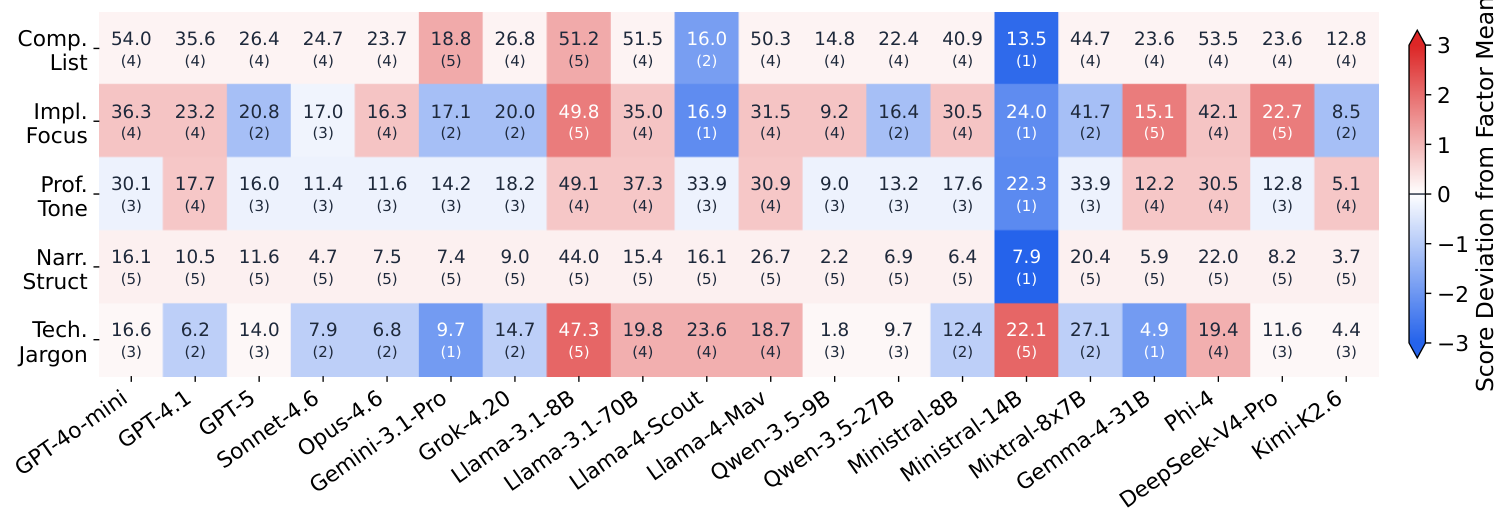 Comp. List
54.0 35.6 26.4 24.7 23.7 18.8 26.8 51.2 51.5 16.0 50.3 14.8 22.4 40.9 13.5 44.7 23.6 53.5 23.6 12.8
(4) (4) (4) (4) (4) (5) (4) (5) (4) (2) (4) (4) (4) (4) (1) (4) (4) (4) (4) (4)
Impl. Focus
36.3 23.2 20.8 17.0 16.3 17.1 20.0 49.8 35.0 16.9 31.5 9.2 16.4 30.5 24.0 41.7 15.1 42.1 22.7 8.5
(4) (4) (2) (3) (4) (2) (2) (5) (4) (1) (4) (4) (2) (4) (1) (2) (5) (4) (5) (2)
Prof. Tone
30.1 17.7 16.0 11.4 11.6 14.2 18.2 49.1 37.3 33.9 30.9 9.0 13.2 17.6 22.3 33.9 12.2 30.5 12.8 5.1
(3) (4) (3) (3) (3) (3) (3) (4) (4) (3) (4) (3) (3) (3) (1) (3) (4) (4) (3) (4)
Narr. Struct
16.1 10.5 11.6 4.7 7.5 7.4 9.0 44.0 15.4 16.1 26.7 2.2 6.9 6.4 7.9 20.4 5.9 22.0 8.2 3.7
(5) (5) (5) (5) (5) (5) (5) (5) (5) (5) (5) (5) (5) (5) (1) (5) (5) (5) (5) (5)
Tech. Jargon
16.6 6.2 14.0 7.9 6.8 9.7 14.7 47.3 19.8 23.6 18.7 1.8 9.7 12.4 22.1 27.1 4.9 19.4 11.6 4.4
(3) (2) (3) (2) (2) (1) (2) (5) (4) (4) (4) (3) (3) (2) (5) (2) (1) (4) (3) (3)
GPT-4o-mini
GPT-4.1
GPT-5
Sonnet-4.6
Opus-4.6
Gemini-3.1-Pro
Grok-4.20
Llama-3.1-8B
Llama-3.1-70B
Llama-4-Scout
Llama-4-Mav
Qwen-3.5-9B
Qwen-3.5-27B
Ministral-8B
Ministral-14B
Mixtral-8x7B
Gemma-4-31B
Phi-4
DeepSeek-V4-Pro
Kimi-K2.6
3
2
1
0
−1
−2
−3
Score Deviation from Factor Mean